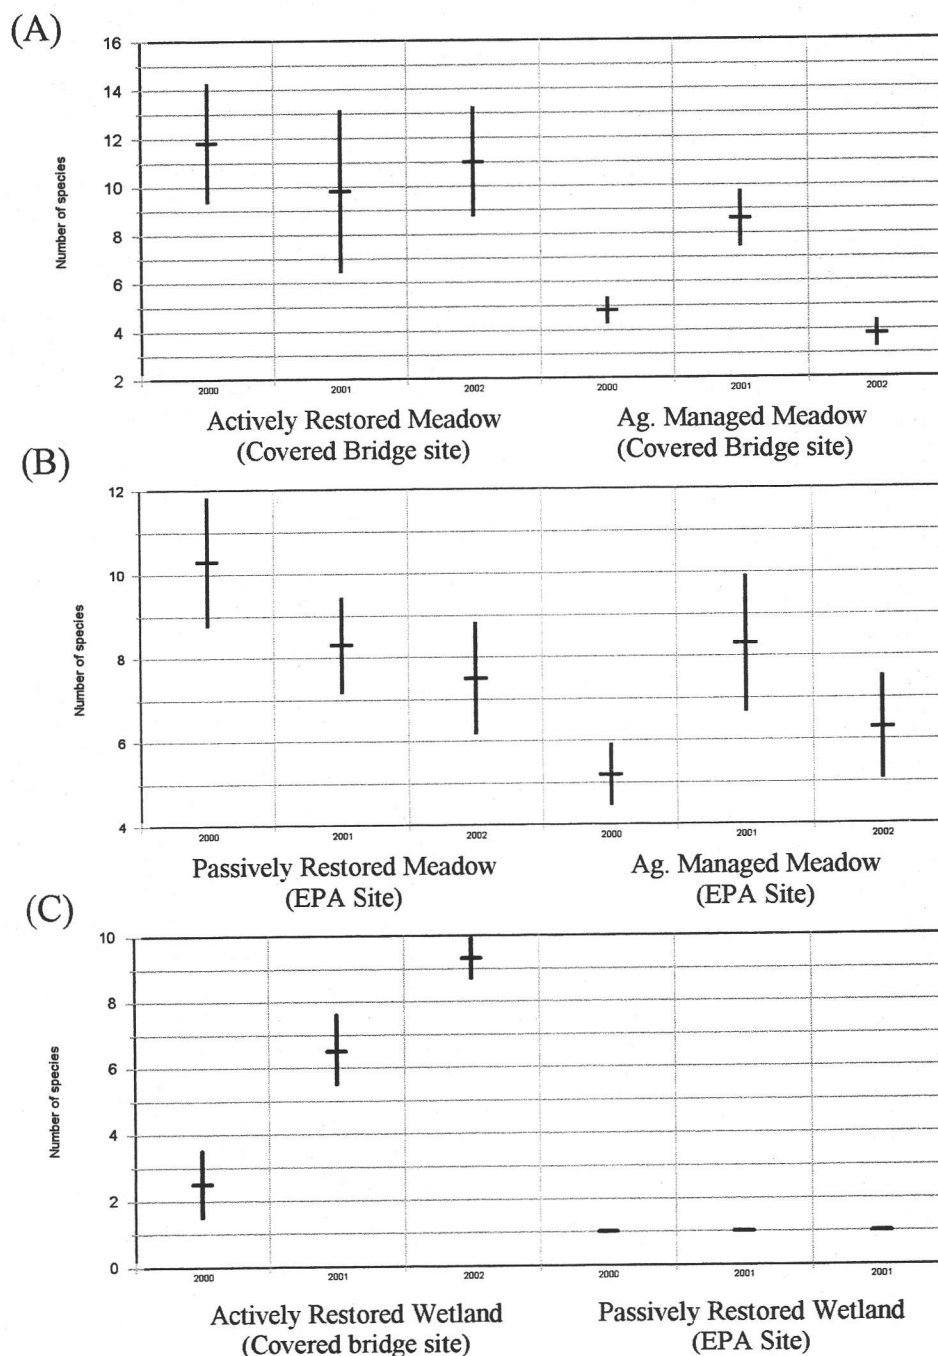 (A)
16
14
12
10
8
6
4
2
Number of species
2000
2001
2002
2000
2001
2002
Actively Restored Meadow
(Covered Bridge site)
Ag. Managed Meadow
(Covered Bridge site)
(B)
12
10
8
6
4
Number of species
2000
2001
2002
2000
2001
2002
Passively Restored Meadow
(EPA Site)
Ag. Managed Meadow
(EPA Site)
(C)
10
8
6
4
2
0
Number of species
2000
2001
2002
2000
2001
2001
Actively Restored Wetland
(Covered bridge site)
Passively Restored Wetland
(EPA Site)